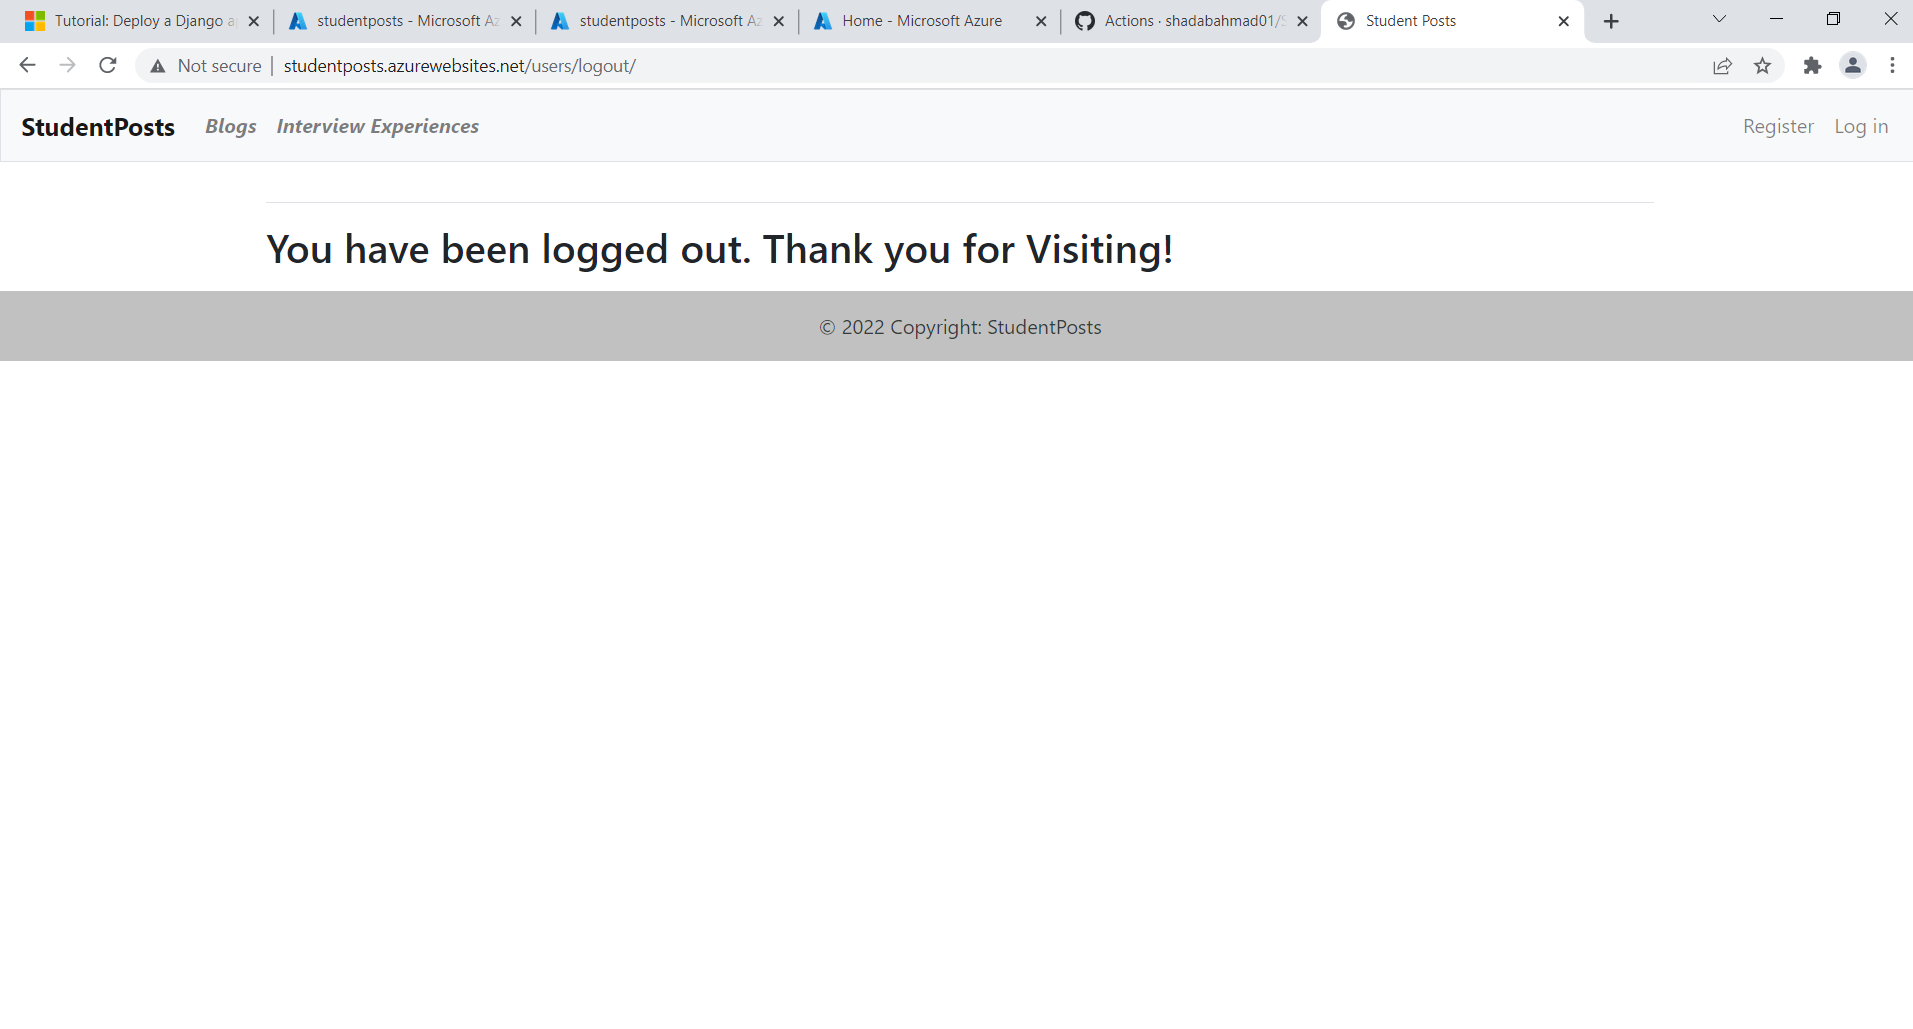 Tutorial: Deploy a Django a
studentposts - Microsoft Az
studentposts - Microsoft Az
Home - Microsoft Azure
Actions · shadabahmad01/S
Student Posts
Not secure | studentposts.azurewebsites.net/users/logout/
StudentPosts Blogs Interview Experiences Register Log in
You have been logged out. Thank you for Visiting!
© 2022 Copyright: StudentPosts